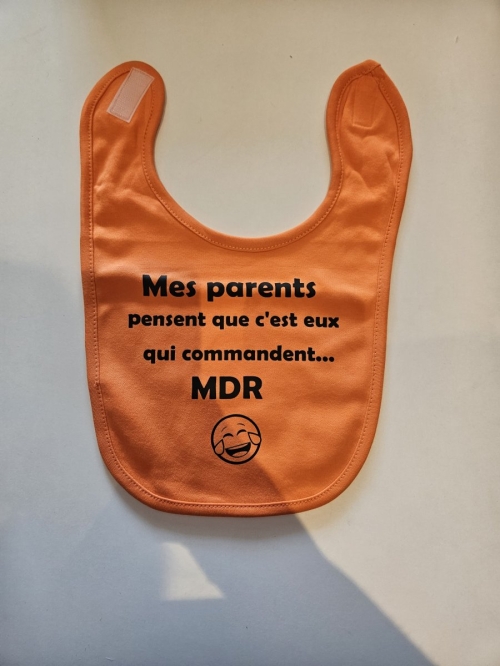 Mes parents
pensent que c'est eux
qui commandent...
MDR